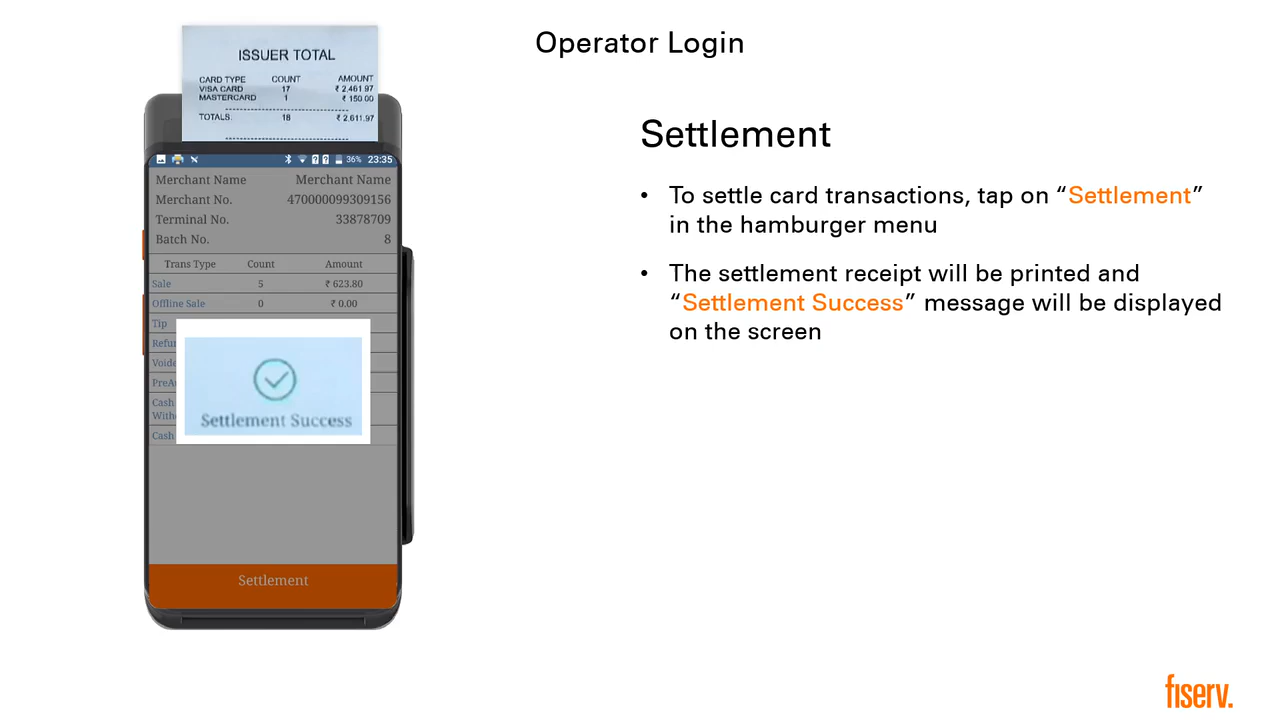 Operator Login
ISSUER TOTAL
CARD TYPE COUNT AMOUNT
VISA CARD 17 ₹ 2,461.97
MASTERCARD 1 ₹ 150.00
TOTALS. 18 ₹ 2,611.97
36% 23:35
Merchant Name Merchant Name
Merchant No. 470000099309156
Terminal No. 33878709
Batch No. 8
Trans Type Count Amount
Sale 5 ₹ 623.80
Offline Sale 0 ₹ 0.00
Tip
Settlement Success
Cash
Cash
Settlement
Settlement
• To settle card transactions, tap on “Settlement”
in the hamburger menu
• The settlement receipt will be printed and
“Settlement Success” message will be displayed
on the screen
fiserv.